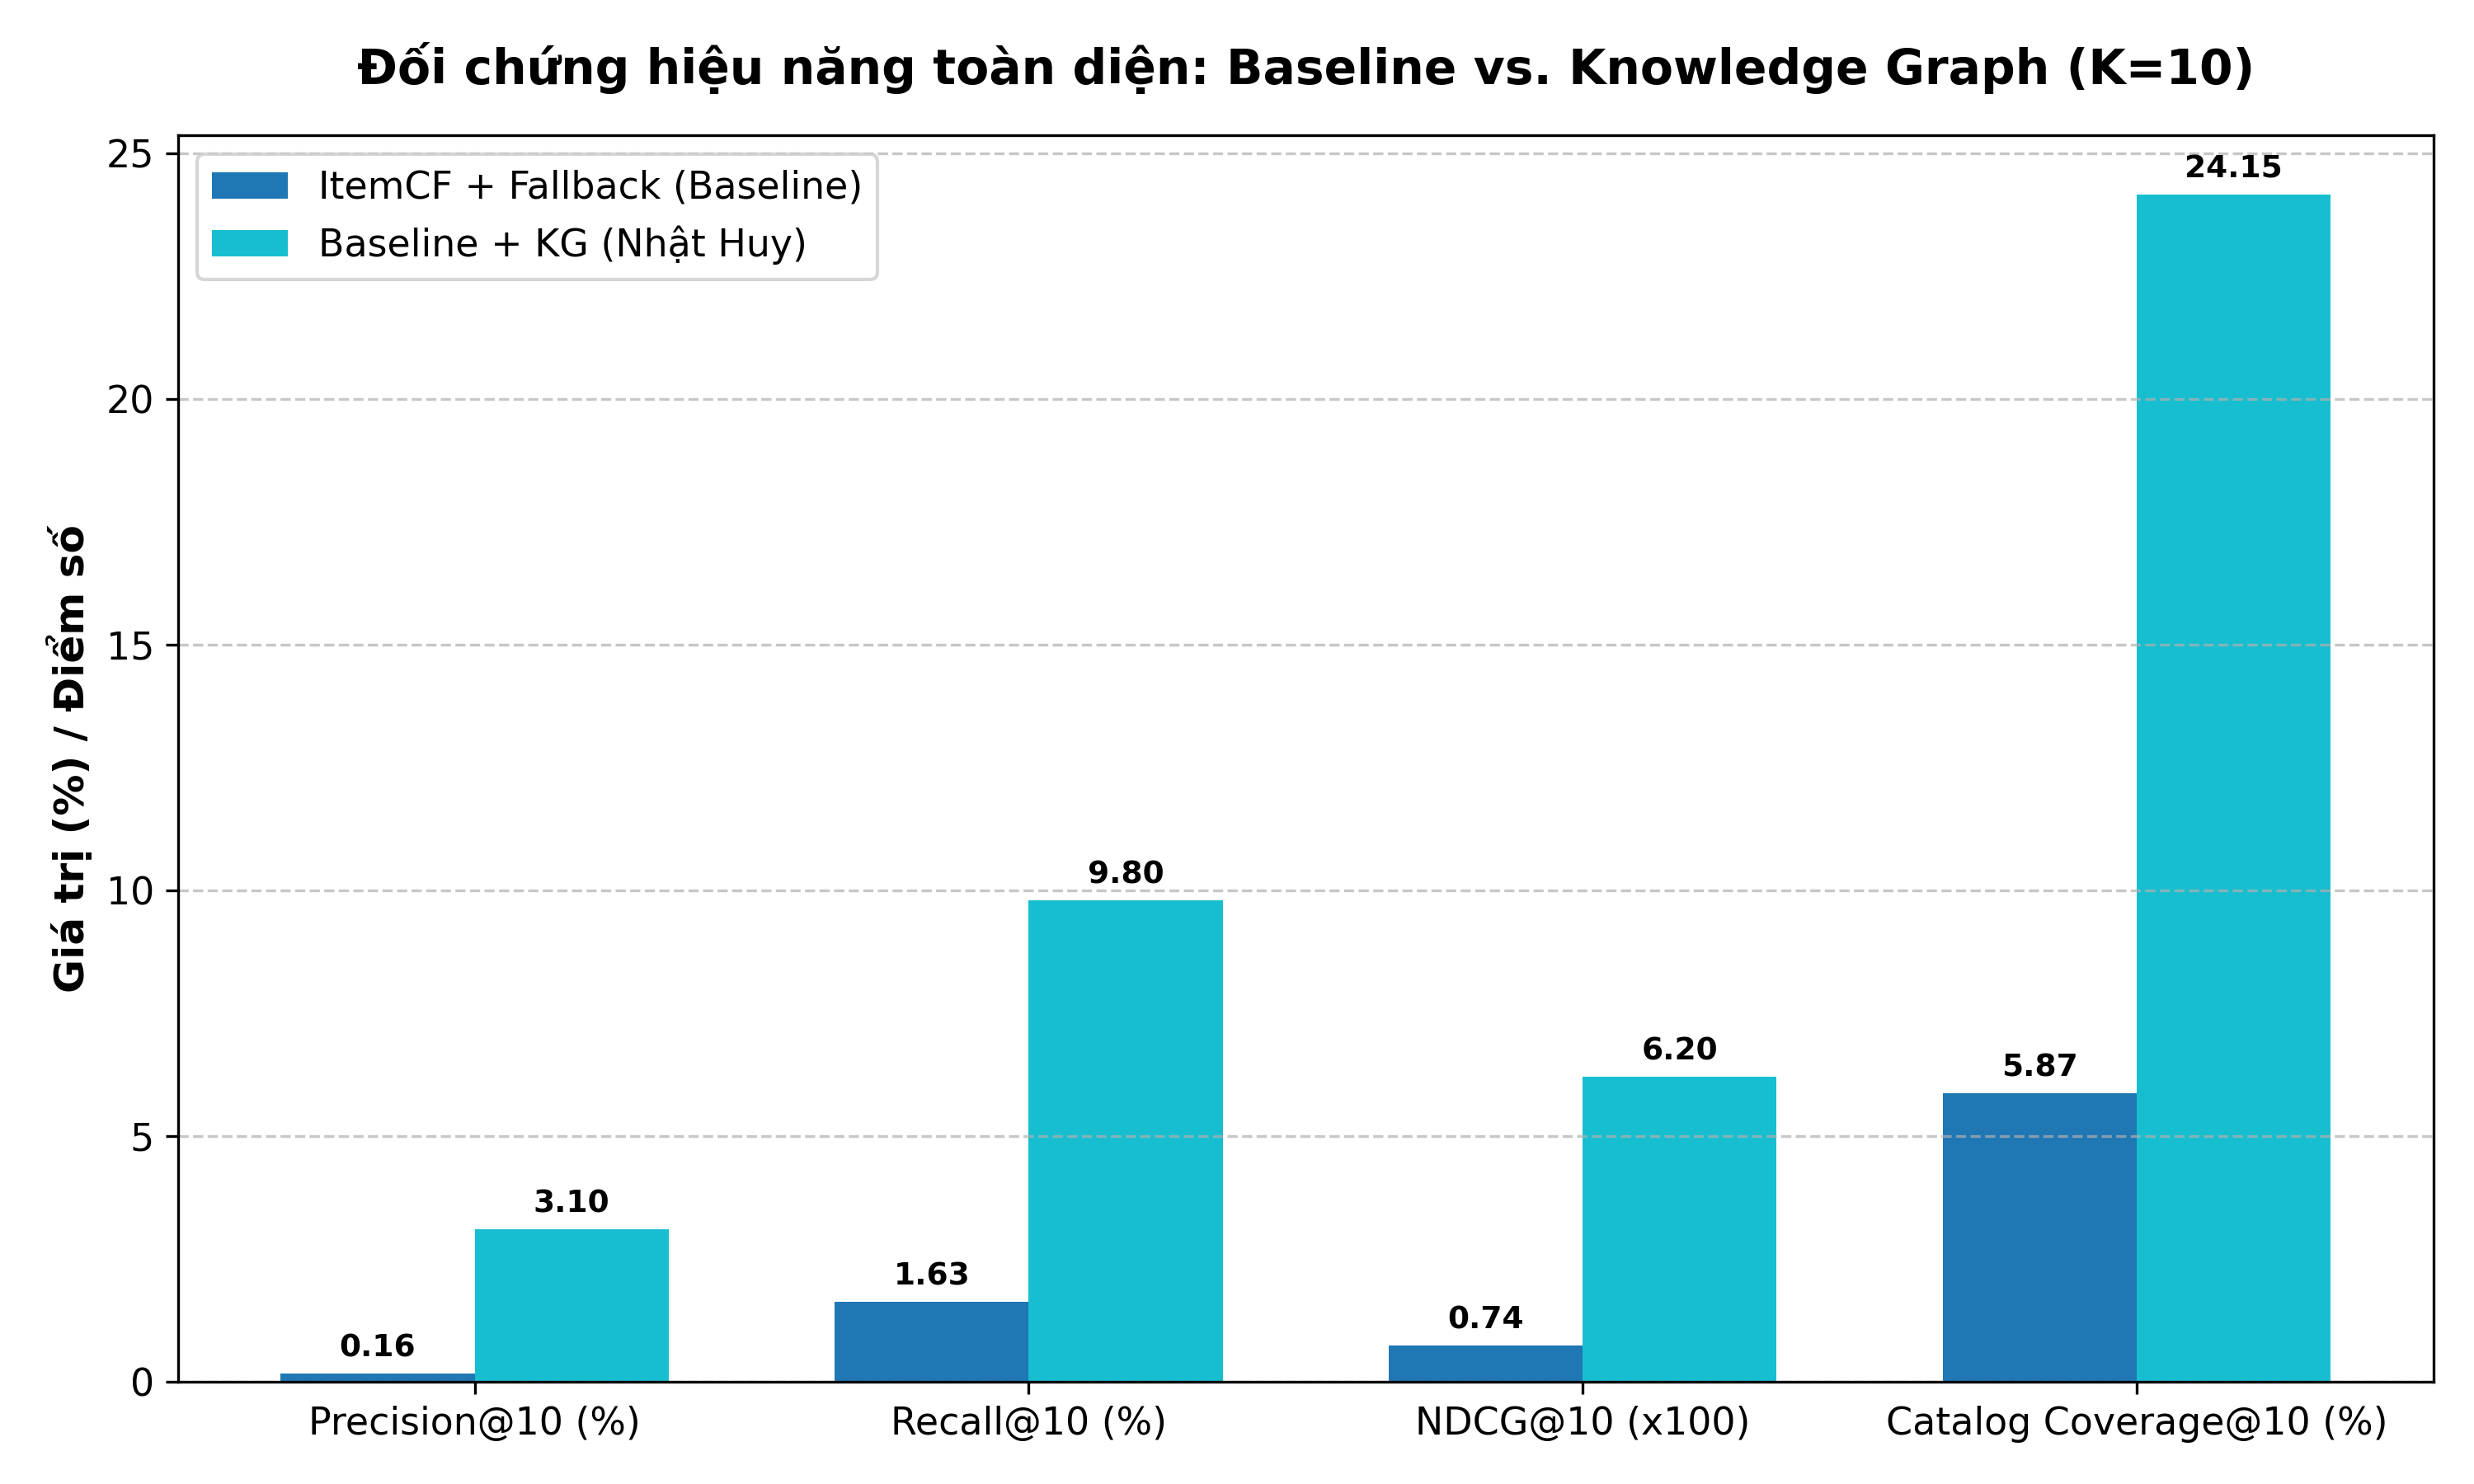 Đối chứng hiệu năng toàn diện: Baseline vs. Knowledge Graph (K=10)
ItemCF + Fallback (Baseline)
Baseline + KG (Nhật Huy)
Giá trị (%) / Điểm số
25
20
15
10
5
0
0.16
3.10
1.63
9.80
0.74
6.20
5.87
24.15
Precision@10 (%)
Recall@10 (%)
NDCG@10 (x100)
Catalog Coverage@10 (%)